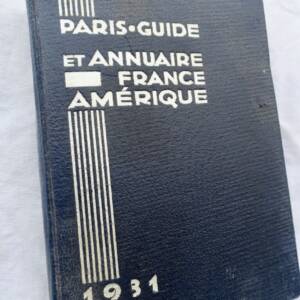 PARIS•GUIDE
ET ANNUAIRE
FRANCE
AMÉRIQUE
1931